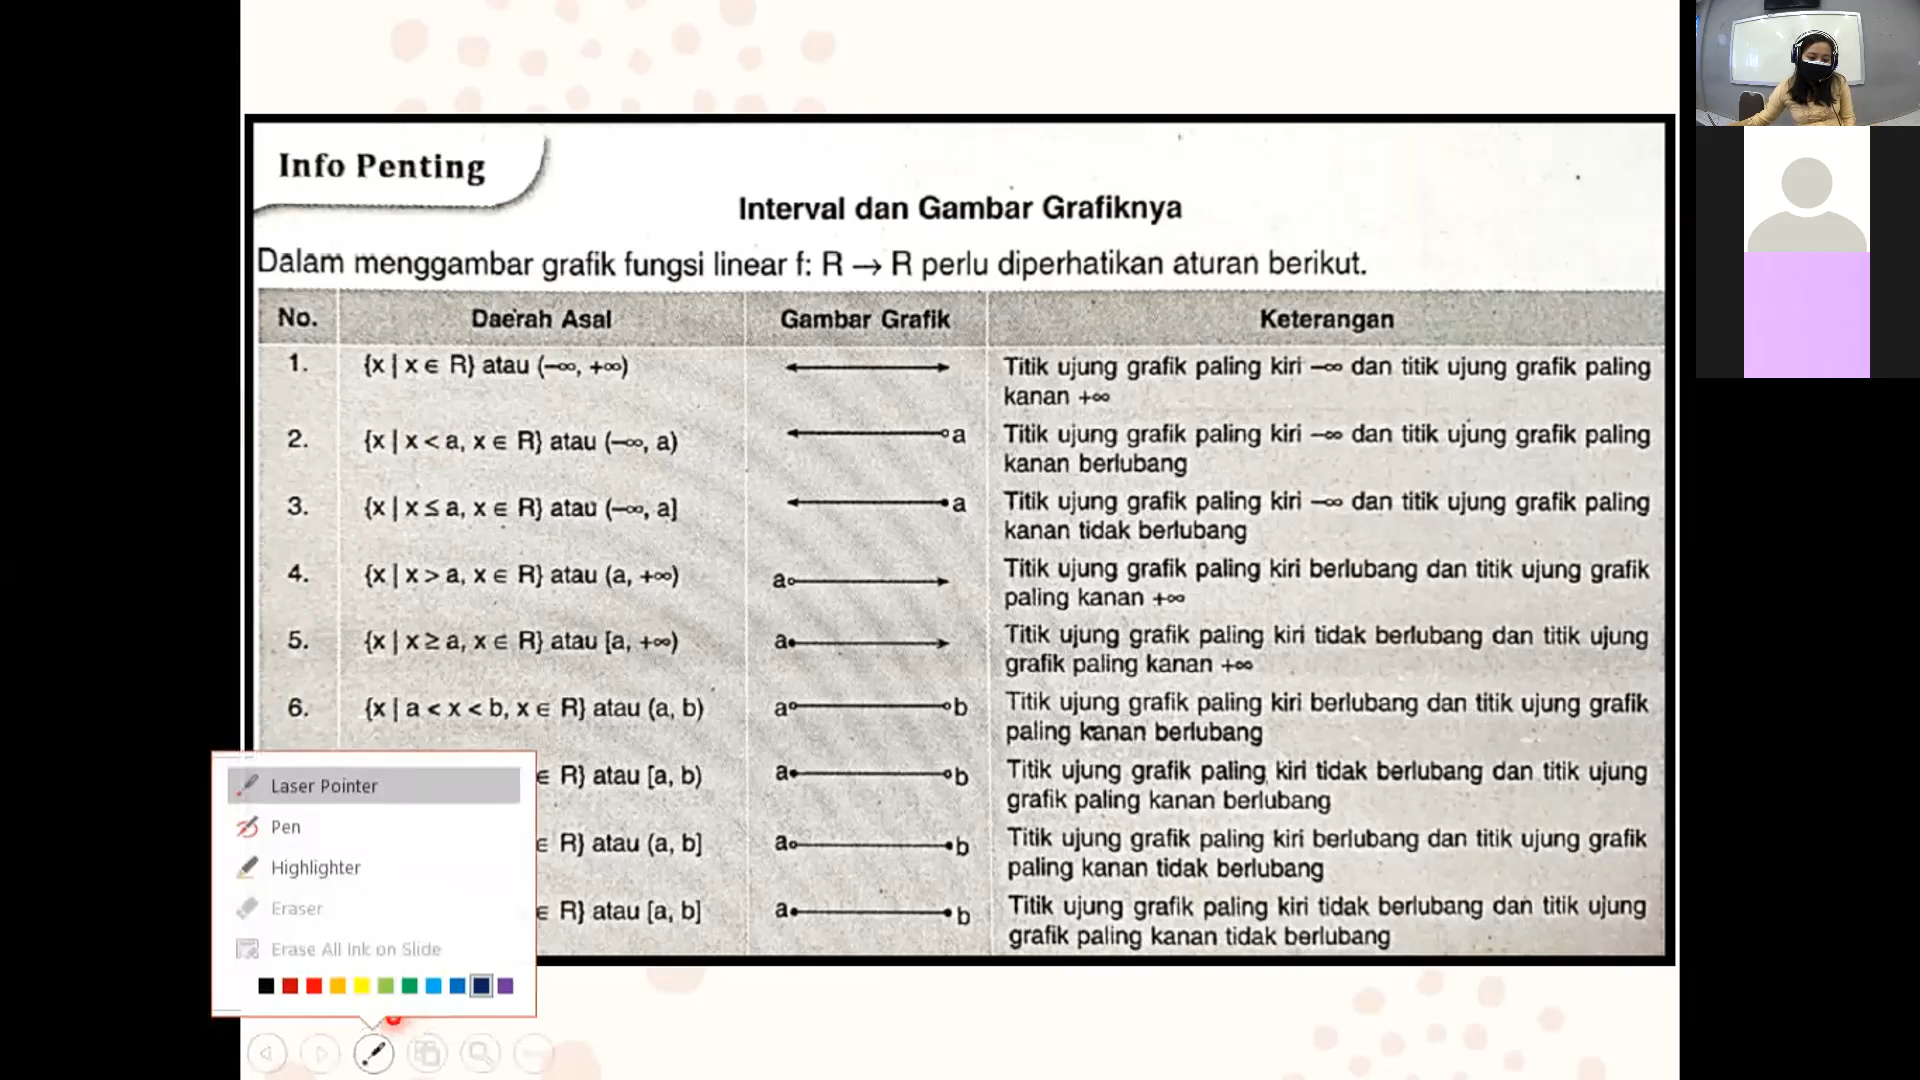 Info Penting
Interval dan Gambar Grafiknya
Dalam menggambar grafik fungsi linear f: R → R perlu diperhatikan aturan berikut.
No. Daerah Asal Gambar Grafik Keterangan
1. {x | x ∈ R} atau (–∞, +∞) Titik ujung grafik paling kiri –∞ dan titik ujung grafik paling
kanan +∞
2. {x | x < a, x ∈ R} atau (–∞, a) a Titik ujung grafik paling kiri –∞ dan titik ujung grafik paling
kanan berlubang
3. {x | x ≤ a, x ∈ R} atau (–∞, a] a Titik ujung grafik paling kiri –∞ dan titik ujung grafik paling
kanan tidak berlubang
4. {x | x > a, x ∈ R} atau (a, +∞) a Titik ujung grafik paling kiri berlubang dan titik ujung grafik
paling kanan +∞
5. {x | x ≥ a, x ∈ R} atau [a, +∞) a Titik ujung grafik paling kiri tidak berlubang dan titik ujung
grafik paling kanan +∞
6. {x | a < x < b, x ∈ R} atau (a, b) a b Titik ujung grafik paling kiri berlubang dan titik ujung grafik
paling kanan berlubang
∈ R} atau [a, b) a b Titik ujung grafik paling kiri tidak berlubang dan titik ujung
grafik paling kanan berlubang
∈ R} atau (a, b] a b Titik ujung grafik paling kiri berlubang dan titik ujung grafik
paling kanan tidak berlubang
∈ R} atau [a, b] a b Titik ujung grafik paling kiri tidak berlubang dan titik ujung
grafik paling kanan tidak berlubang
Laser Pointer
Pen
Highlighter
Eraser
Erase All Ink on Slide